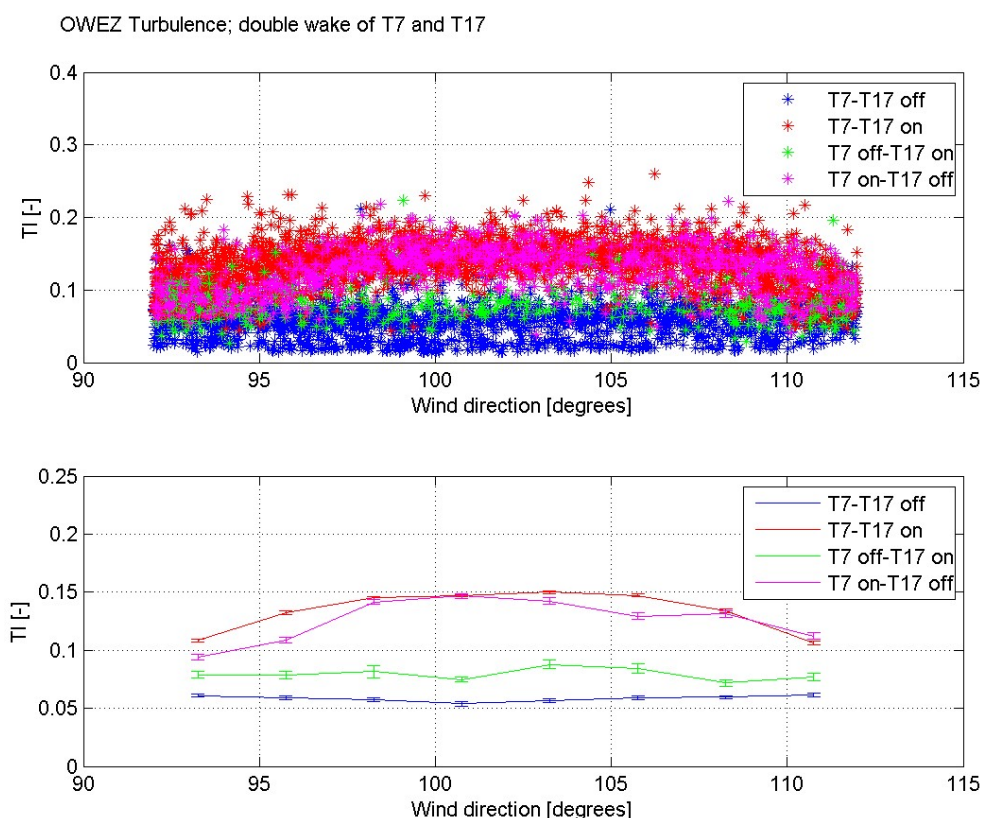 OWEZ Turbulence; double wake of T7 and T17
0.4
0.3
0.2
0.1
0
TI [-]
T7-T17 off
T7-T17 on
T7 off-T17 on
T7 on-T17 off
90 95 100 105 110 115
Wind direction [degrees]
0.25
0.2
0.15
0.1
0.05
0
TI [-]
T7-T17 off
T7-T17 on
T7 off-T17 on
T7 on-T17 off
90 95 100 105 110 115
Wind direction [degrees]